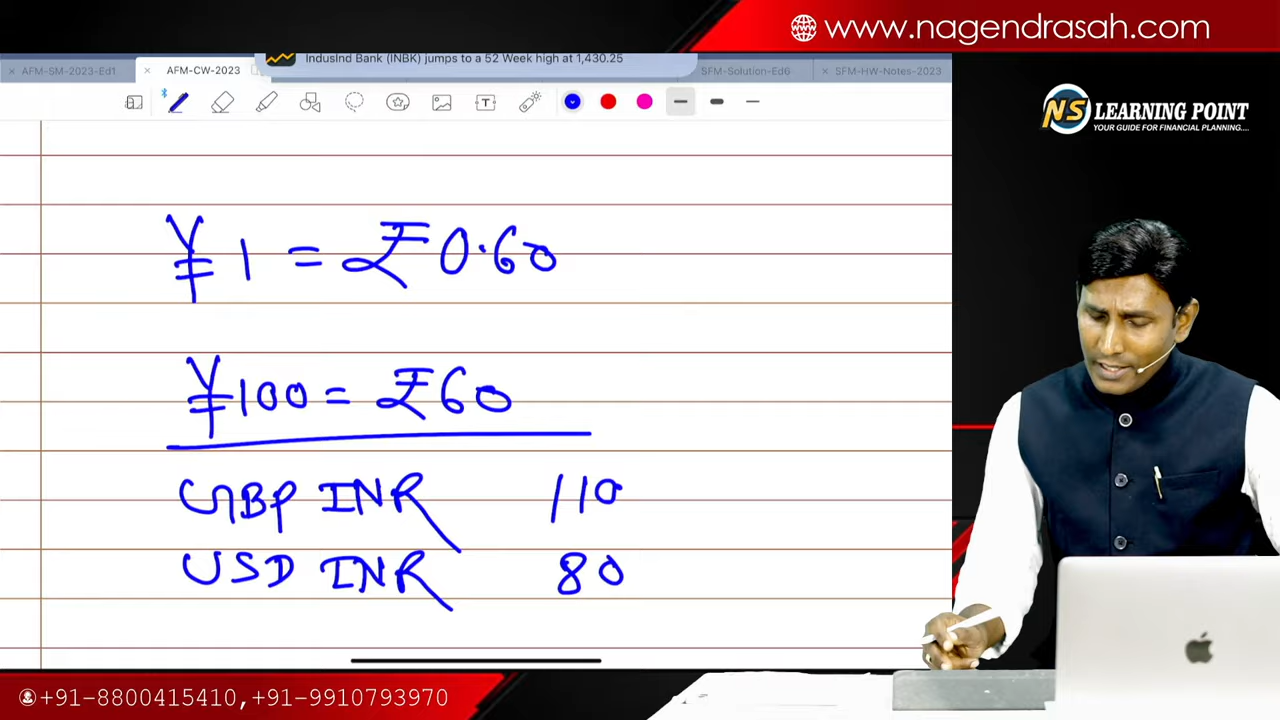 www.nagendrasah.com
IndusInd Bank (INBK) jumps to a 52 Week high at 1,430.25
AFM-SM-2023-Ed1
AFM-CW-2023
SFM-Solution-Ed6
SFM-HW-Notes-2023
NS LEARNING POINT
YOUR GUIDE FOR FINANCIAL PLANNING....
¥ 1 = ₹ 0.60
¥ 100 = ₹ 60
GBP INR 110
USD INR 80
+91-8800415410,+91-9910793970